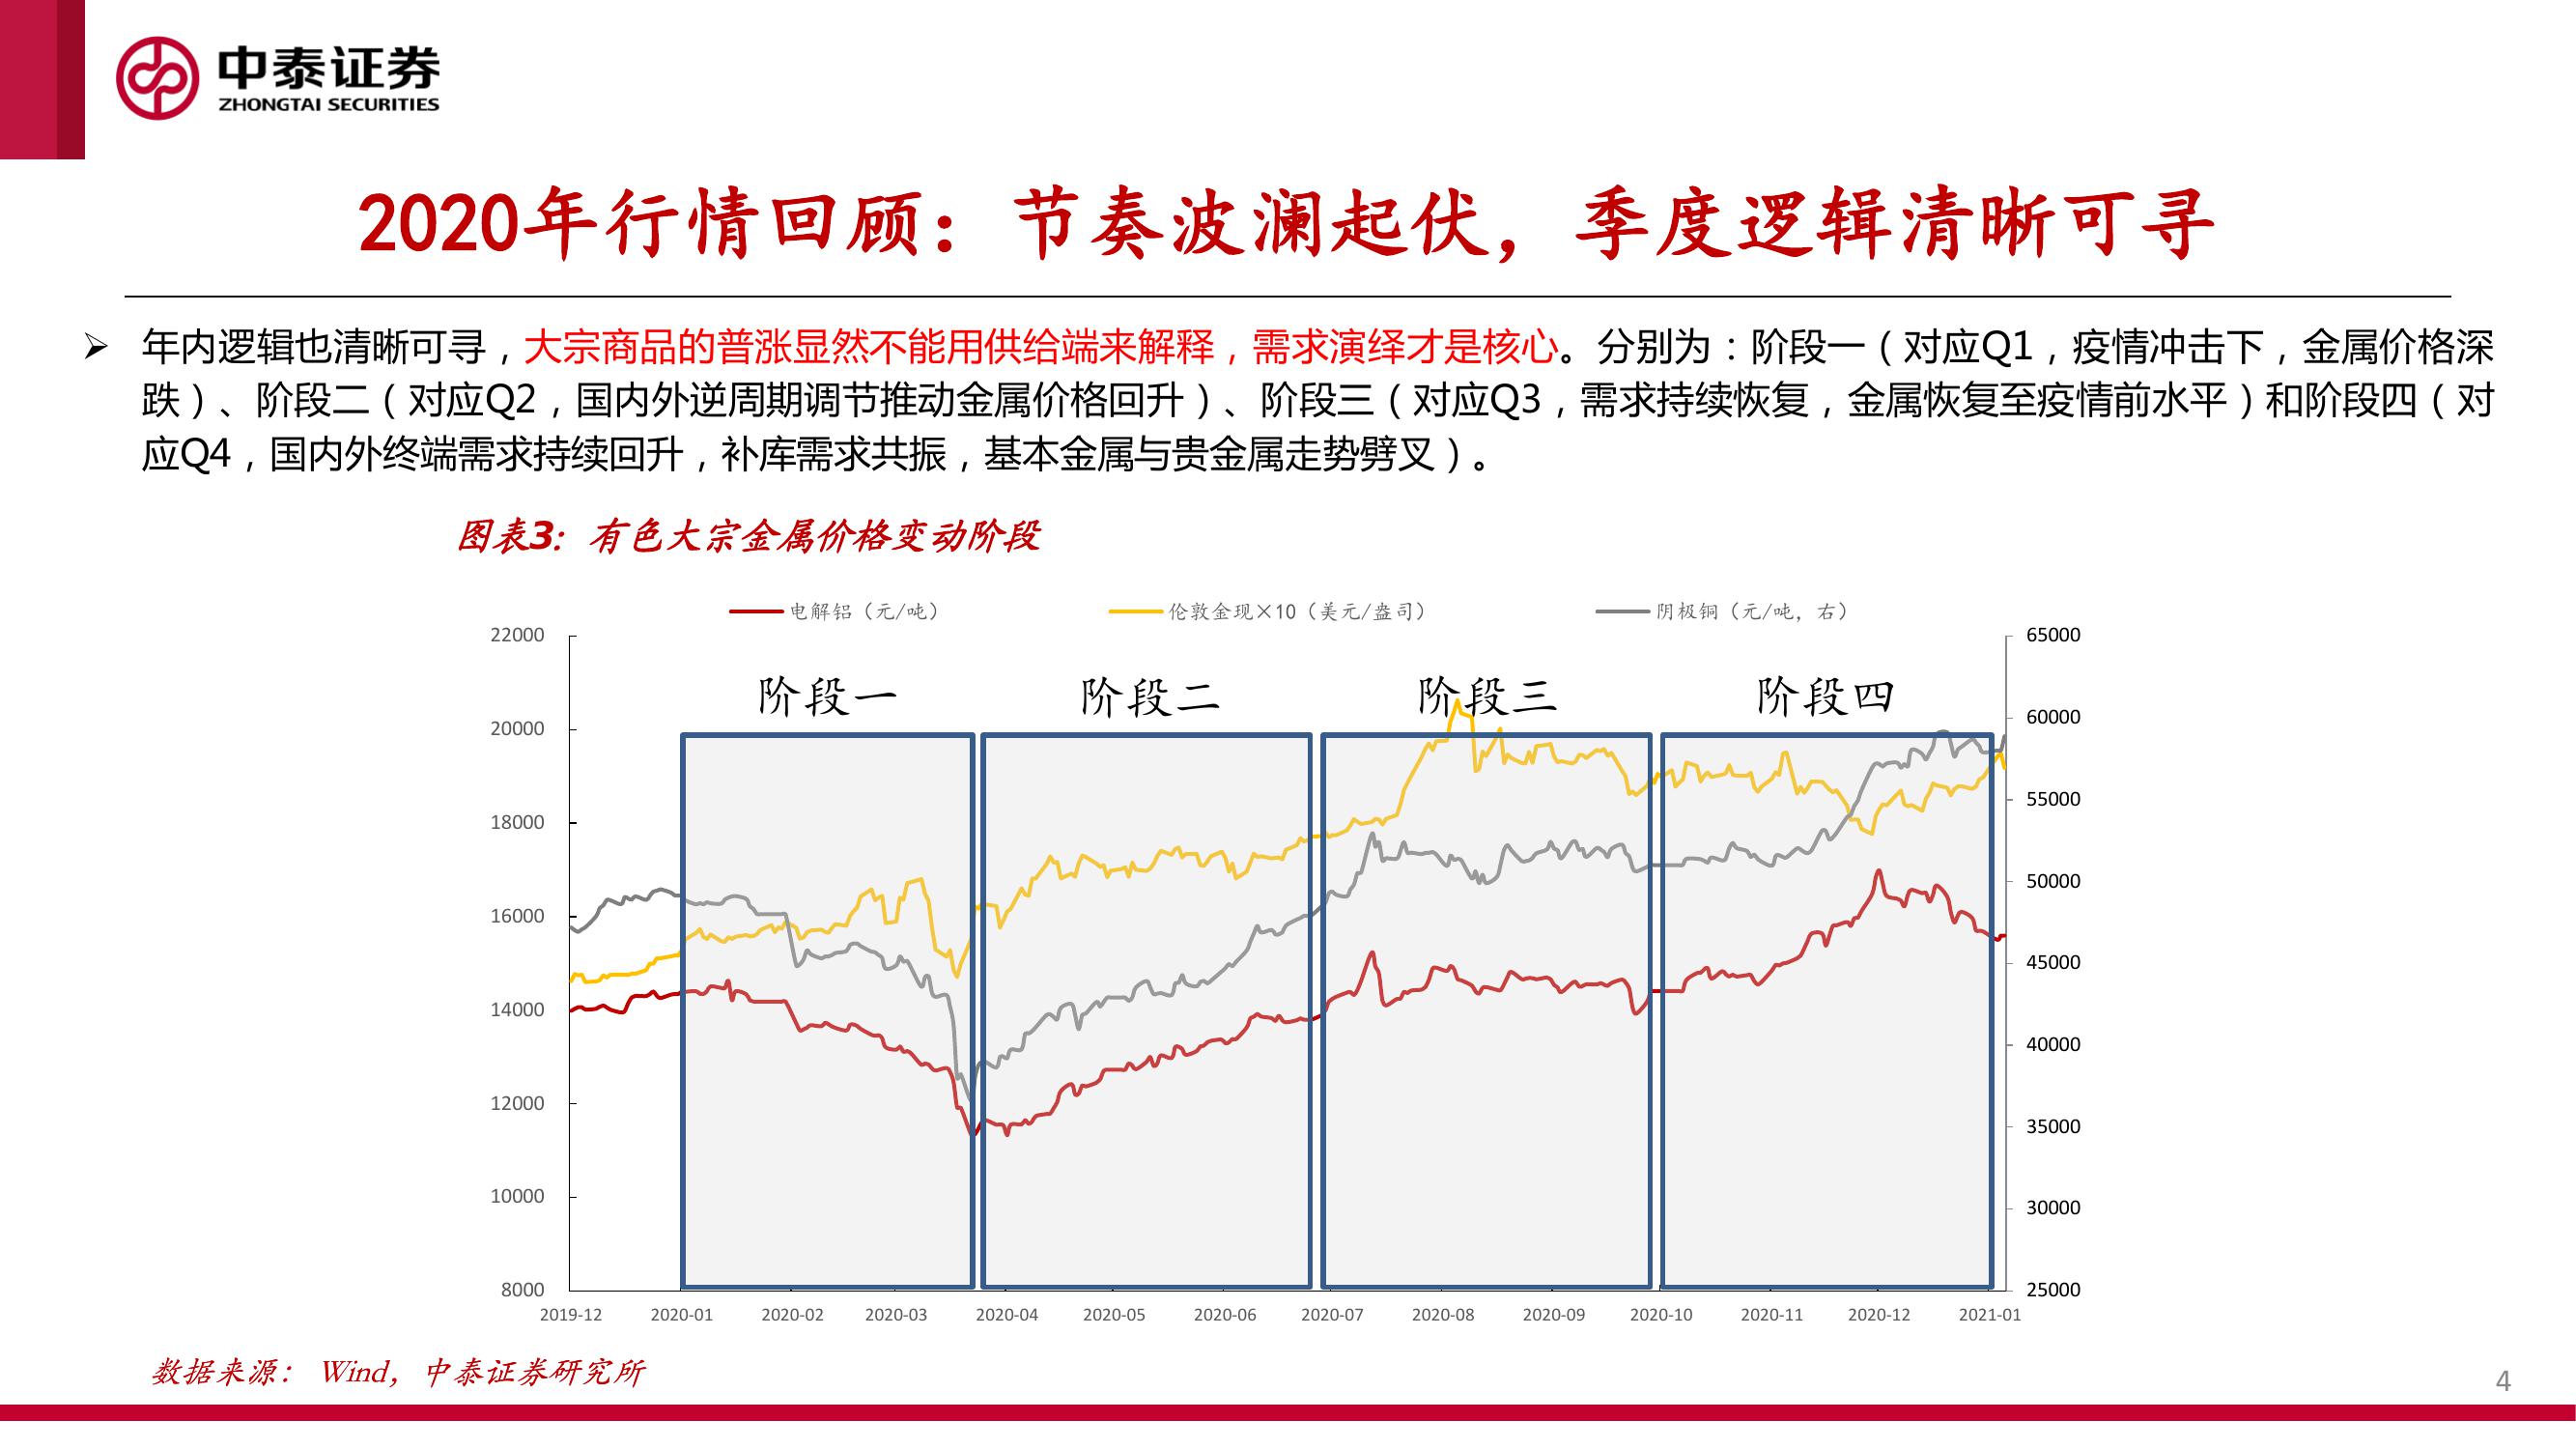 中泰证券
ZHONGTAI SECURITIES
2020年行情回顾：节奏波澜起伏，季度逻辑清晰可寻
➢ 年内逻辑也清晰可寻，大宗商品的普涨显然不能用供给端来解释，需求演绎才是核心。分别为：阶段一（对应Q1，疫情冲击下，金属价格深
跌）、阶段二（对应Q2，国内外逆周期调节推动金属价格回升）、阶段三（对应Q3，需求持续恢复，金属恢复至疫情前水平）和阶段四（对
应Q4，国内外终端需求持续回升，补库需求共振，基本金属与贵金属走势劈叉）。
图表3：有色大宗金属价格变动阶段
电解铝（元/吨） 伦敦金现×10（美元/盎司） 阴极铜（元/吨，右）
22000
20000
18000
16000
14000
12000
10000
8000
阶段一 阶段二 阶段三 阶段四
65000
60000
55000
50000
45000
40000
35000
30000
25000
2019-12 2020-01 2020-02 2020-03 2020-04 2020-05 2020-06 2020-07 2020-08 2020-09 2020-10 2020-11 2020-12 2021-01
数据来源： Wind，中泰证券研究所
4